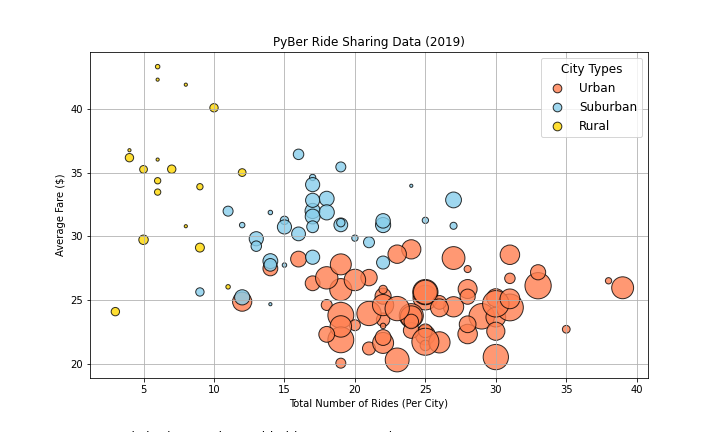 PyBer Ride Sharing Data (2019)
City Types
Urban
Suburban
Rural
Average Fare ($)
40
35
30
25
20
5
10
15
20
25
30
35
40
Total Number of Rides (Per City)